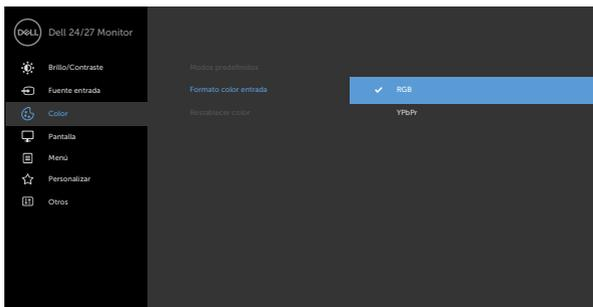 DELL
Dell 24/27 Monitor
Brillo/Contraste
Fuente entrada
Color
Pantalla
Menú
Personalizar
Otros
Modos predefinidos
Formato color entrada
Restablecer color
RGB
YPbPr